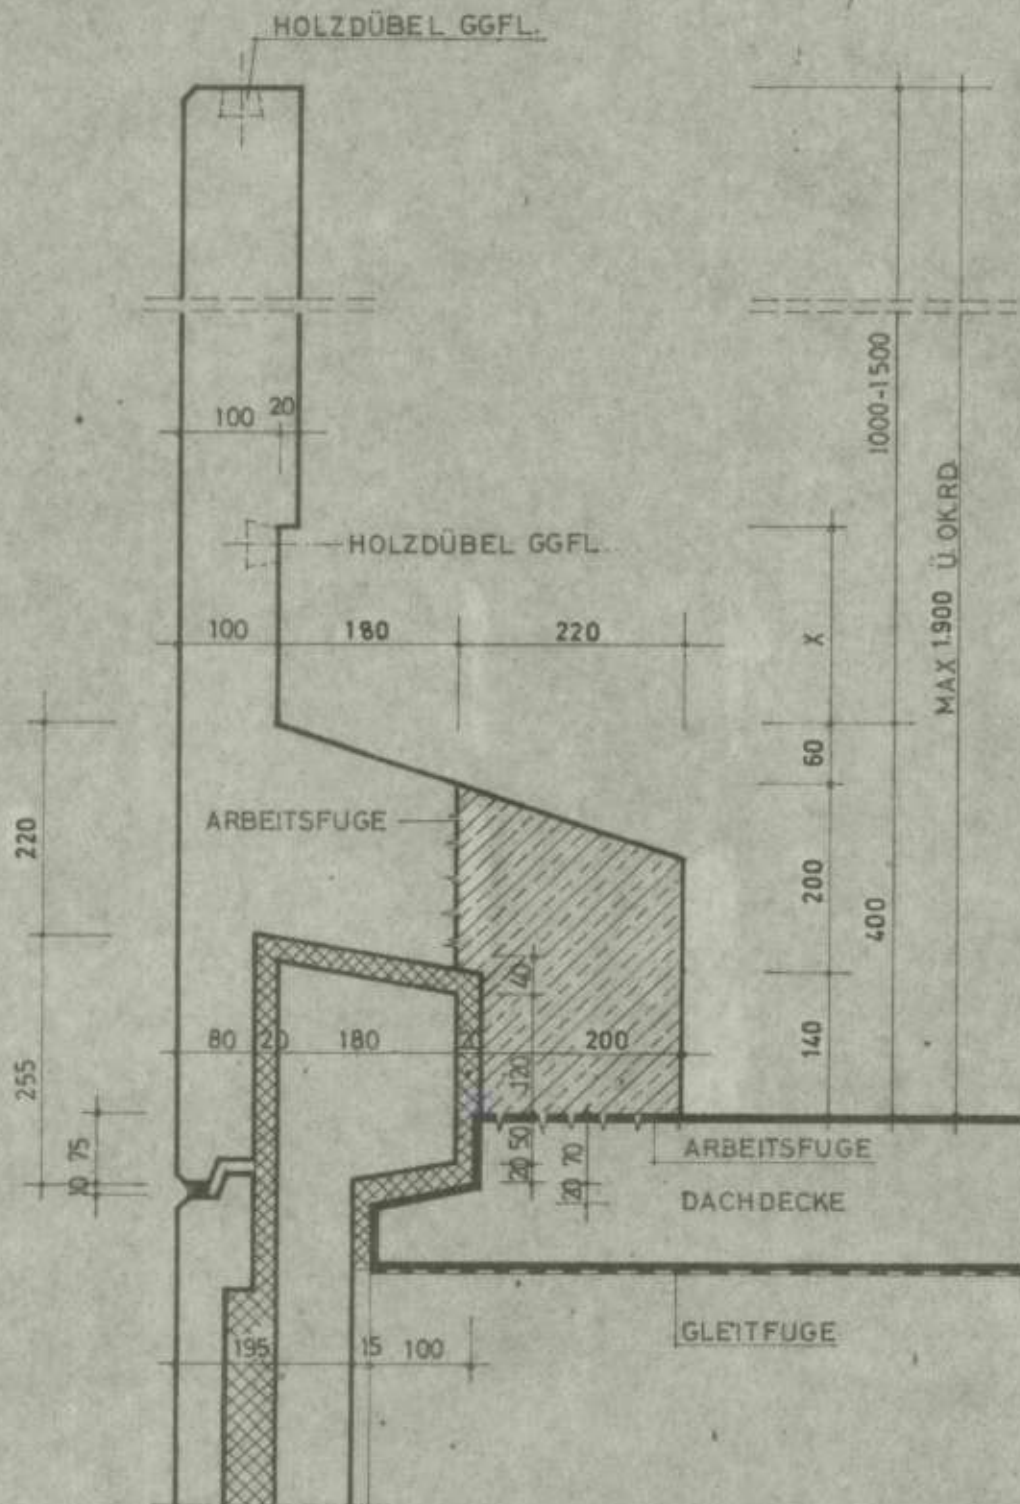 HOLZDÜBEL GGFL.
1000-1500
MAX 1.900 Ü.OK.RD
100 20
HOLZDÜBEL GGFL.
100 180 220 X
60
220
ARBEITSFUGE
200
400
40
80 20 180 20 200
140
255
120
75
10
50
20
70
20
ARBEITSFUGE
DACHDECKE
GLEITFUGE
195 15 100